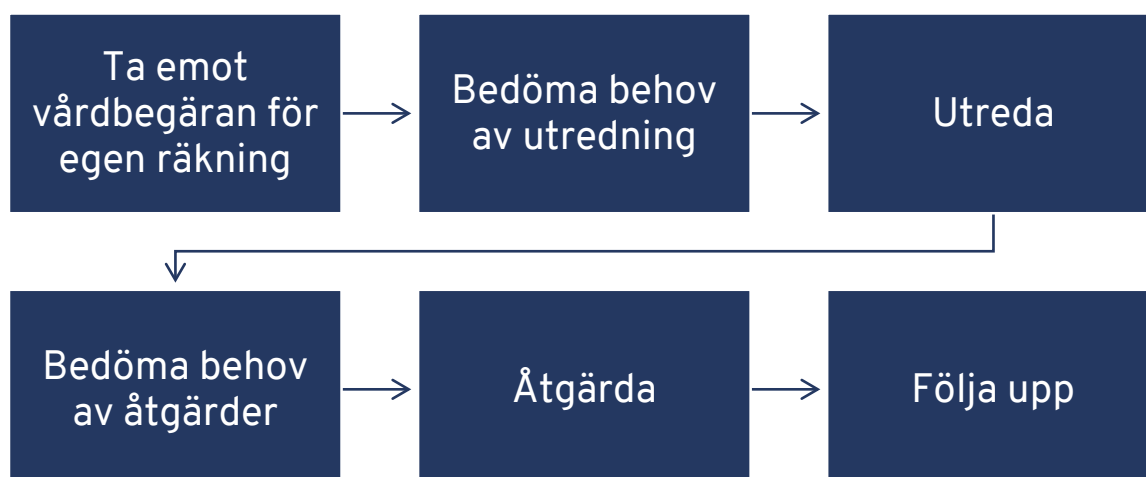 Ta emot
vårdbegäran för
egen räkning
Bedöma behov
av utredning
Utreda
Bedöma behov
av åtgärder
Åtgärda
Följa upp